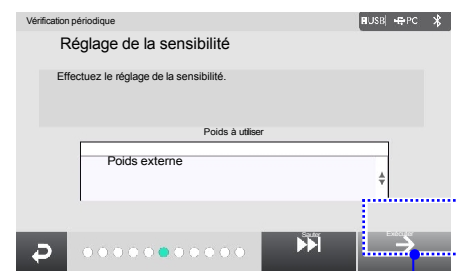 Vérification périodique
USB PC
Réglage de la sensibilité
Effectuez le réglage de la sensibilité.
Poids à utiliser
Poids externe
Sauter
Exécuter